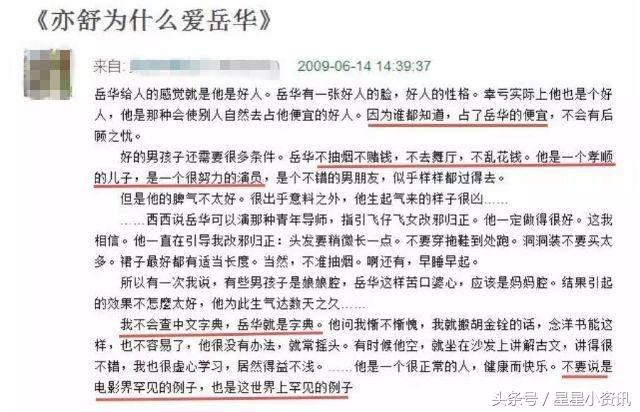 《亦舒为什么爱岳华》
来自:
2009-06-14 14:39:37
岳华给人的感觉就是他是好人。岳华有一张好人的脸，好人的性格。幸亏实际上他也是个好
人，他是那种会使别人自然去占他便宜的好人。因为谁都知道，占了岳华的便宜，不会有后
顾之忧。
好的男孩子还需要很多条件。岳华不抽烟不赌钱，不去舞厅，不乱花钱。他是一个孝顺
的儿子，是一个很努力的演员，是个不错的男朋友，似乎样样都过得去。
但是他的脾气不太好。很出乎意料之外，他生起气来的样子很凶……
……西西说岳华可以演那种青年导师，指引飞仔飞女改邪归正。他一定做得很好。这我
相信。他一直在引导我改邪归正：头发要稍微长一点。不要穿拖鞋到处跑。洞洞装不要买太
多。裙子最好都有适当长度。当然，不准抽烟。啊还有，早睡早起。
所以有一次我说，有些男孩子是娘娘腔，岳华这样苦口婆心，应该是妈妈腔。结果引起
的效果不怎麼太好，他为此生气达数天之久……
我不会查中文字典，岳华就是字典。他问我惭不惭愧，我就搬胡金铨的话，念洋书能这
样，也不容易了，他很没有办法，就常摇头。有时候他空，就坐在沙发上讲解古文，讲得很
不错，我也很虚心学习，居然得益不浅。……他是一个很正常的人，健康而快乐。不要说是
电影界罕见的例子，也是这世界上罕见的例子
头条号／星星小资讯